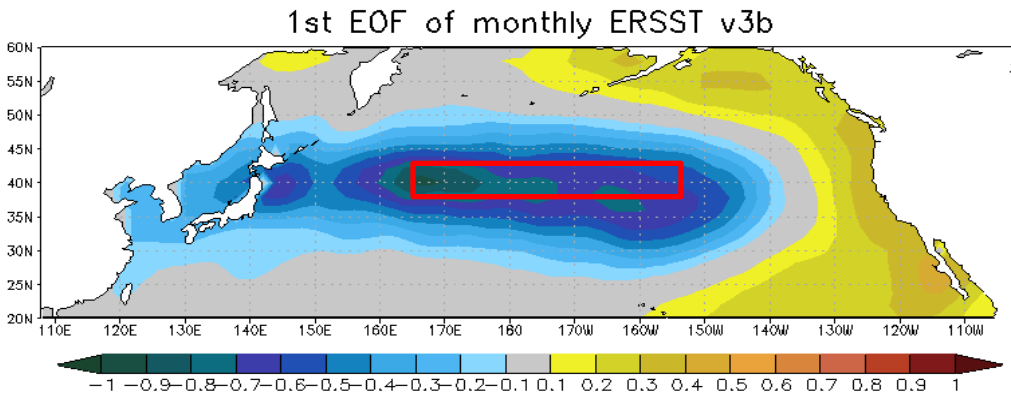 1st EOF of monthly ERSST v3b
60N
55N
50N
45N
40N
35N
30N
25N
20N
110E 120E 130E 140E 150E 160E 170E 180 170W 160W 150W 140W 130W 120W 110W
-1 -0.9 -0.8 -0.7 -0.6 -0.5 -0.4 -0.3 -0.2 -0.1 0.1 0.2 0.3 0.4 0.5 0.6 0.7 0.8 0.9 1